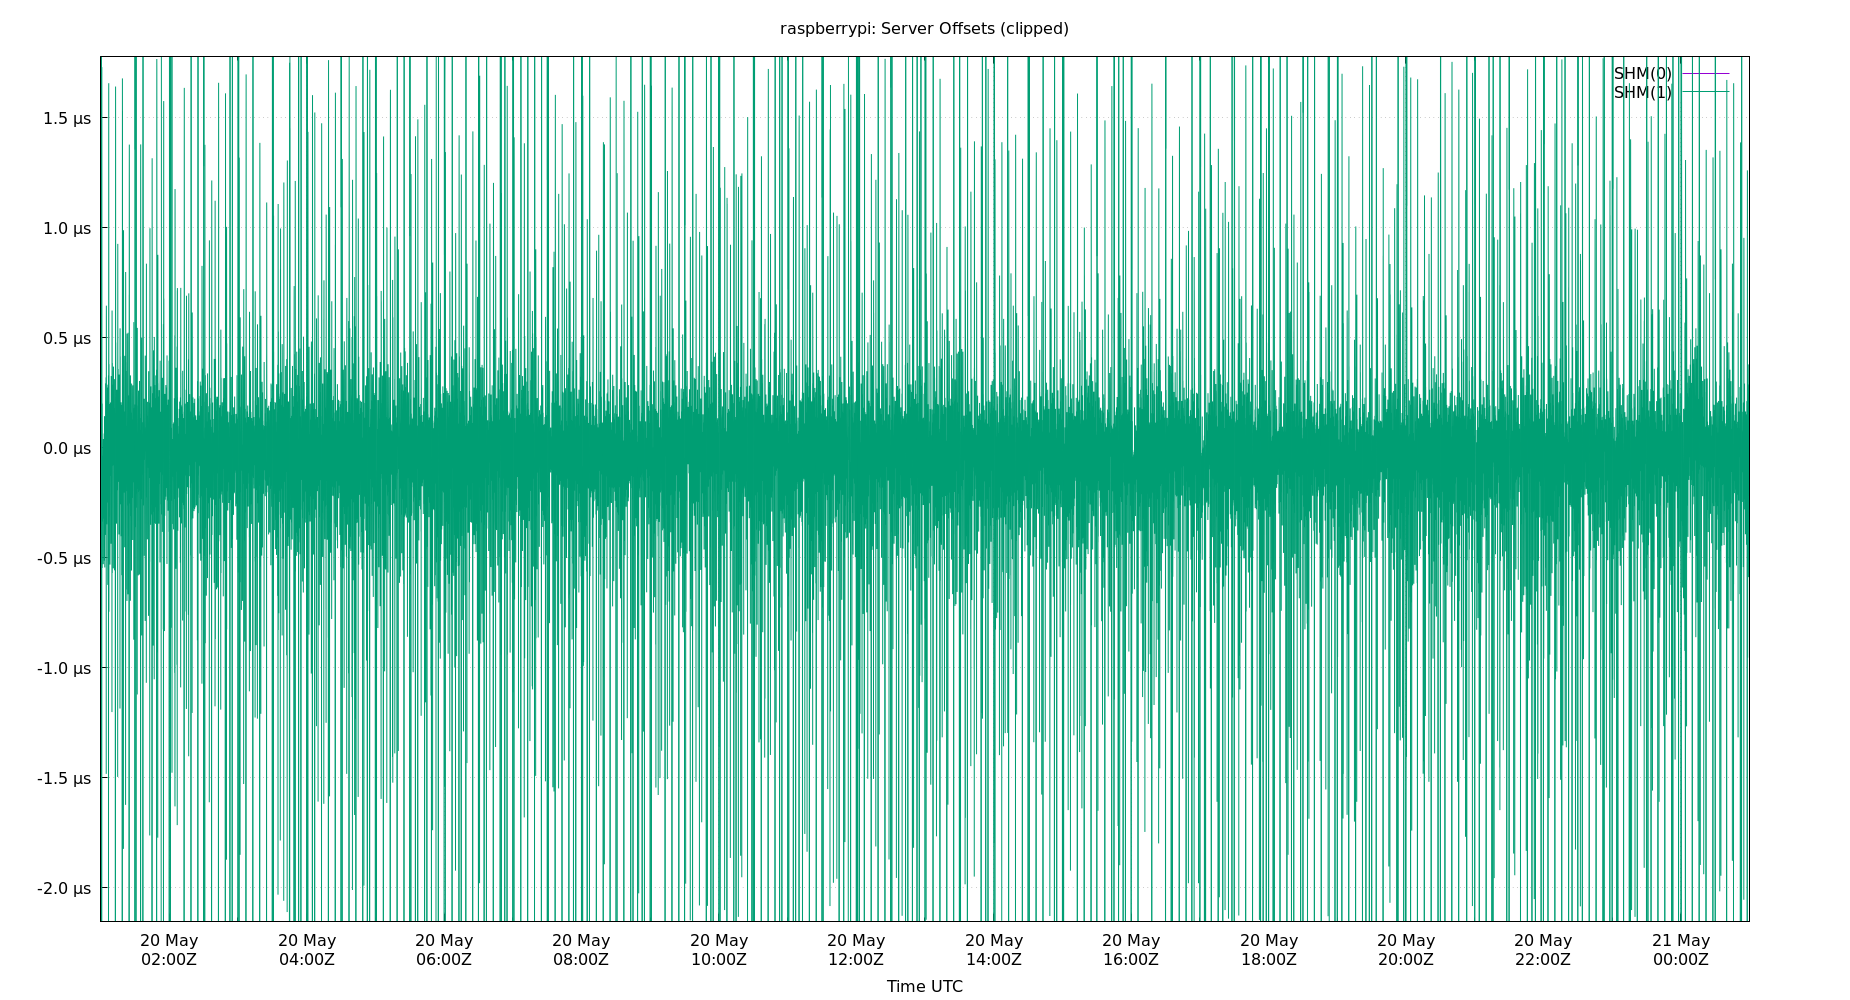 raspberrypi: Server Offsets (clipped)
SHM(0)
SHM(1)
1.5 µs
1.0 µs
0.5 µs
0.0 µs
-0.5 µs
-1.0 µs
-1.5 µs
-2.0 µs
20 May 20 May 20 May 20 May 20 May 20 May 20 May 20 May 20 May 20 May 20 May 21 May
02:00Z 04:00Z 06:00Z 08:00Z 10:00Z 12:00Z 14:00Z 16:00Z 18:00Z 20:00Z 22:00Z 00:00Z
Time UTC